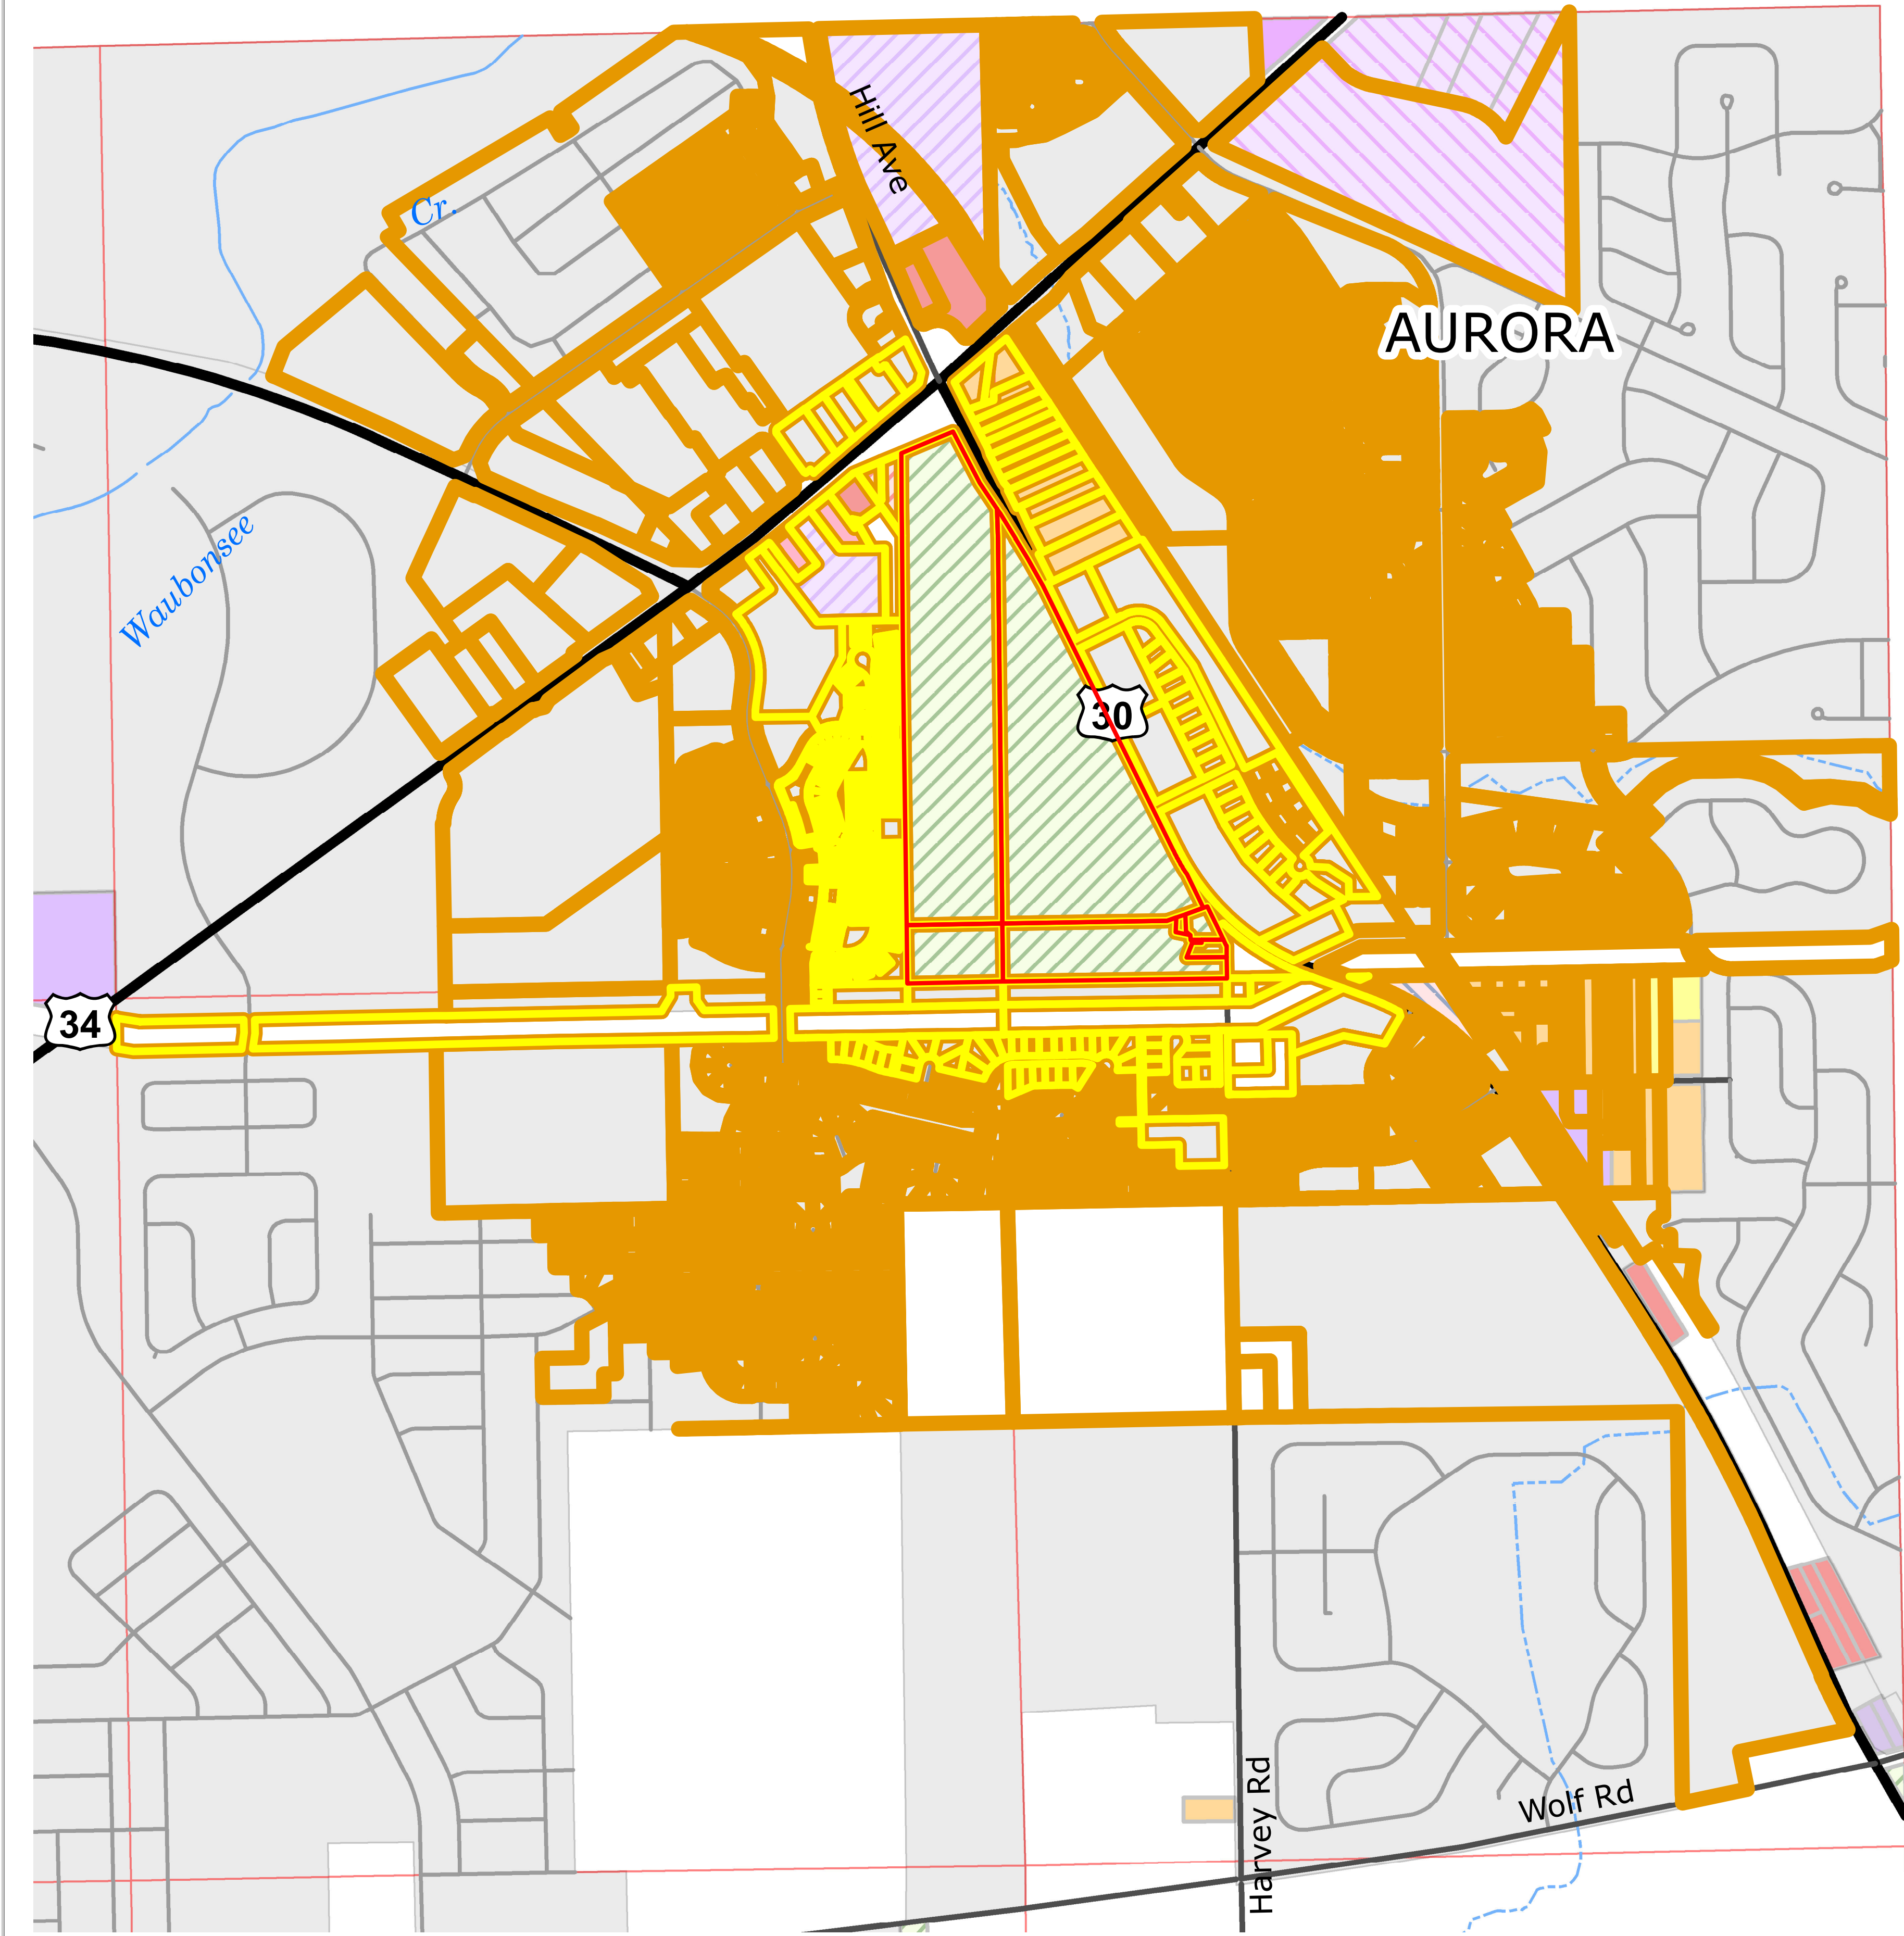 Hill Ave
Cr.
AURORA
Waubonsee
30
34
Harvey Rd
Wolf Rd